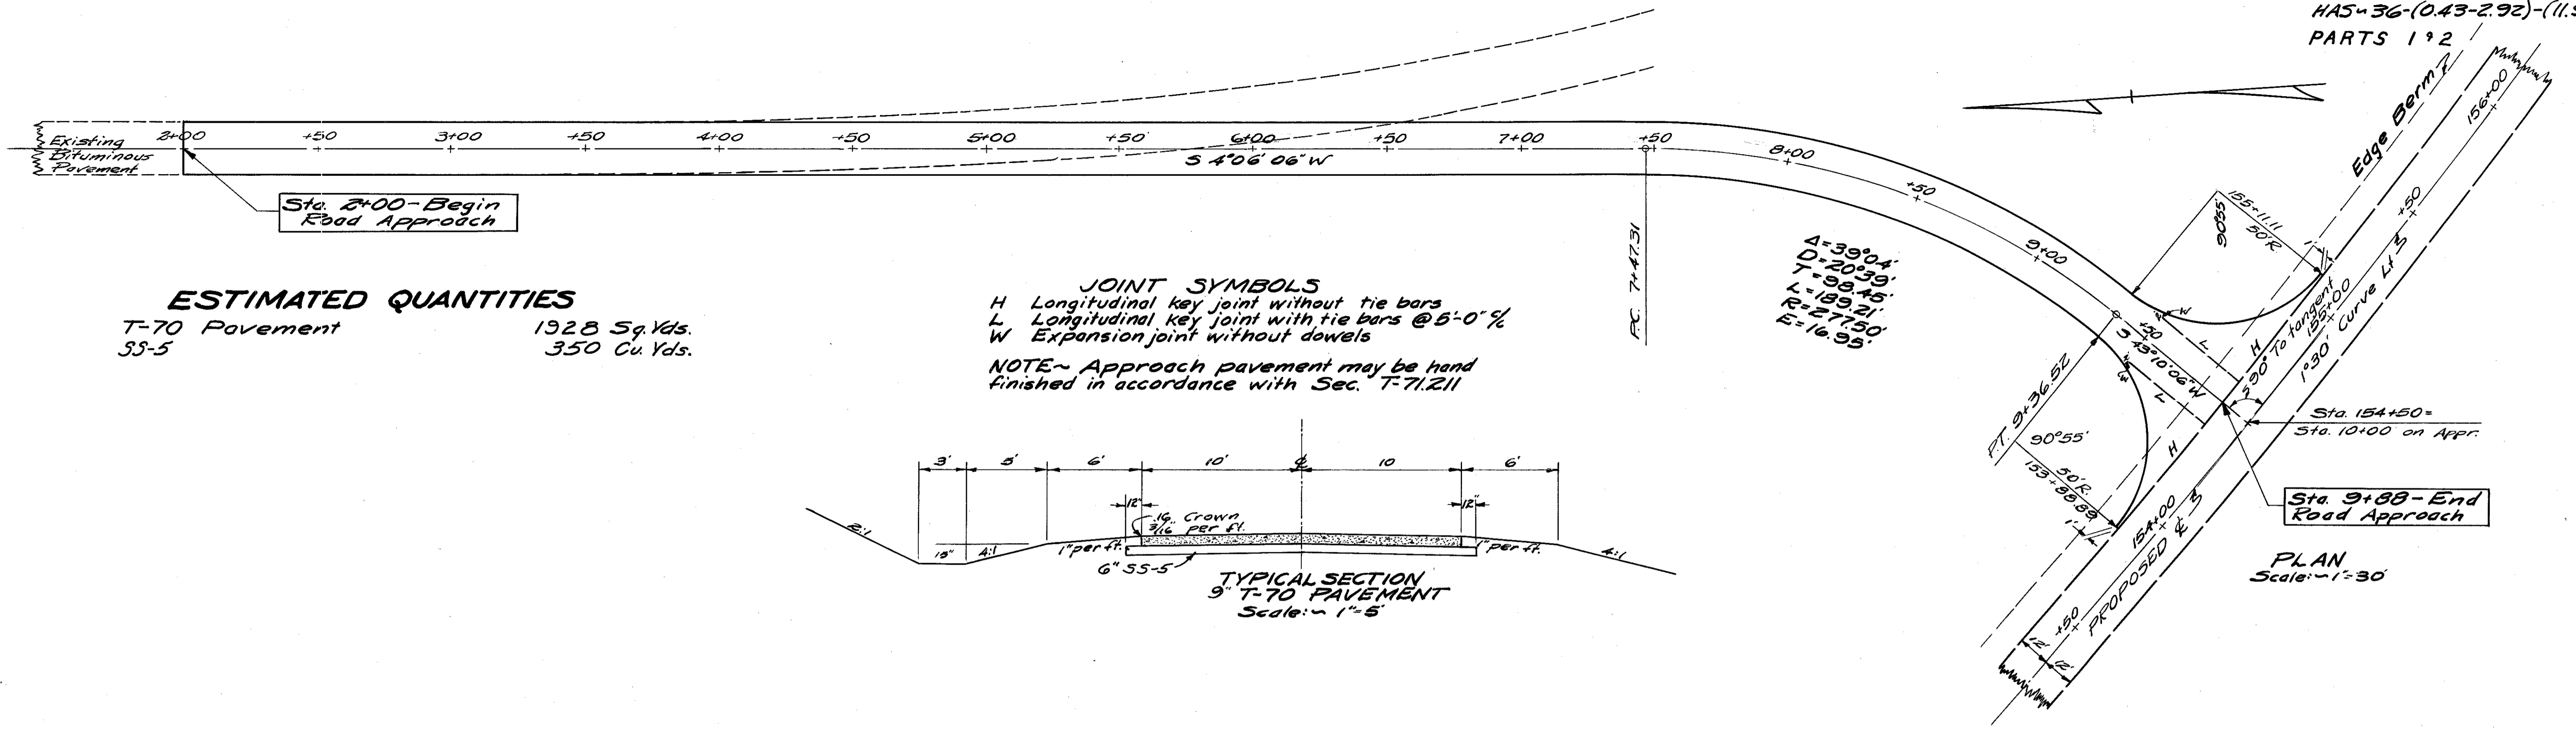 HAS~36-(0.43-2.92)-(11.
PARTS 1 & 2
Existing
Bituminous
Pavement
2+00
+50
3+00
+50
4+00
+50
5+00
+50
6+00
+50
7+00
+50
8+00
+50
9+00
+50
S 4°06'06" W
S 43°10'06" W
Sta. 2+00-Begin
Road Approach
P.C. 7+47.31
Δ=39°04'
D=20°39'
T=98.45'
L=189.21'
R=277.50'
E=16.95'
ESTIMATED QUANTITIES
T-70 Pavement 1928 Sq.Yds.
SS-5 350 Cu.Yds.
JOINT SYMBOLS
H Longitudinal key joint without tie bars
L Longitudinal key joint with tie bars @ 5'-0" c/c
W Expansion joint without dowels
NOTE~ Approach pavement may be hand
finished in accordance with Sec. T-71.211
Edge Berm
156+00
+50
155+00
1°30' Curve Lt
90° To tangent
155+11.11
50'R
90°55'
1'
W
L
H
W
L
H
P.T. 9+36.52
90°55'
50'R.
153+88.89
1'
Sta. 154+50=
Sta. 10+00 on Appr.
Sta. 9+88-End
Road Approach
154+00
PROPOSED ℄
+50
12'
12'
PLAN
Scale:~1"=30'
3'
5'
6'
10'
℄
10
6'
12"
12"
.16 Crown
3/16" per ft.
2:1
15"
4:1
1"per ft.
1"per ft.
4:1
6" SS-5
TYPICAL SECTION
9" T-70 PAVEMENT
Scale:~ 1"=5'